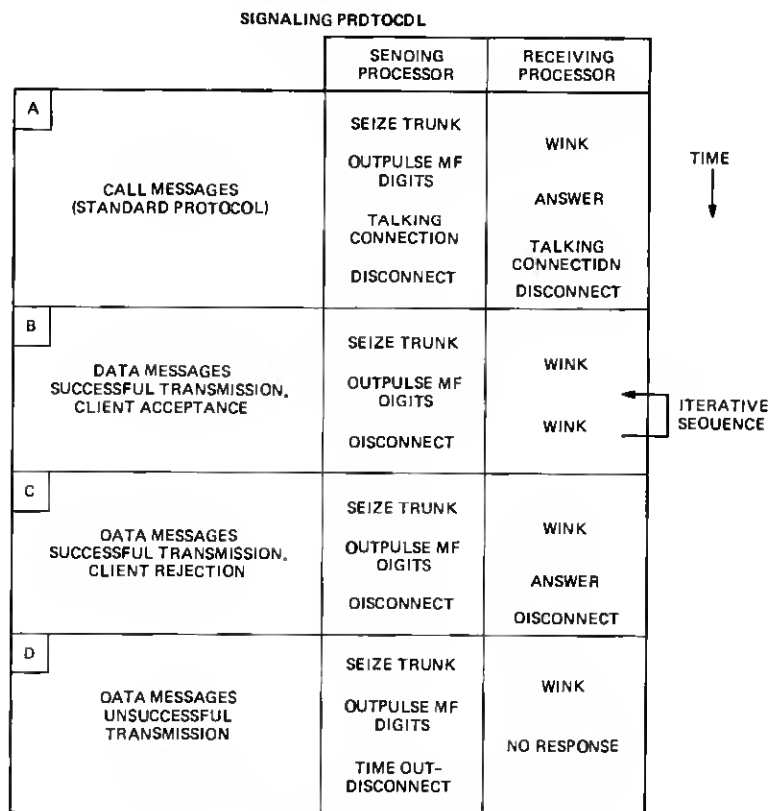 SIGNALING PRDTOCDL
SENOING
PROCESSOR
RECEIVING
PROCESSOR
A
CALL MESSAGES
(STANDARD PROTOCOL)
SEIZE TRUNK
WINK
OUTPULSE MF
DIGITS
ANSWER
TALKING
CONNECTION
TALKING
CONNECTIDN
DISCONNECT
DISCONNECT
TIME
B
DATA MESSAGES
SUCCESSFUL TRANSMISSION,
CLIENT ACCEPTANCE
SEIZE TRUNK
WINK
OUTPULSE MF
DIGITS
WINK
OISCONNECT
ITERATIVE
SEOUENCE
C
OATA MESSAGES
SUCCESSFUL TRANSMISSION,
CLIENT REJECTION
SEIZE TRUNK
WINK
OUTPULSE MF
OIGITS
ANSWER
OISCONNECT
OISCONNECT
D
OATA MESSAGES
UNSUCCESSFUL
TRANSMISSION
SEIZE TRUNK
WINK
OUTPULSE MF
DIGITS
NO RESPONSE
TIME OUT-
DISCONNECT